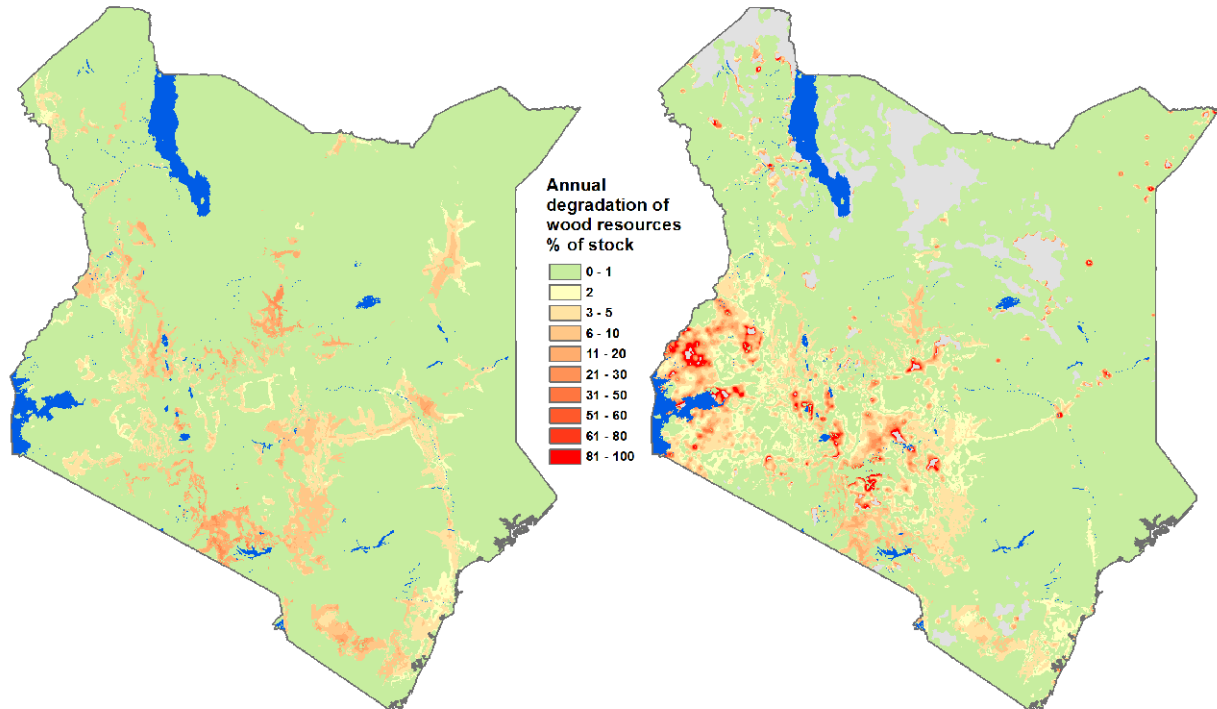 Annual
degradation of
wood resources
% of stock
0 - 1
2
3 - 5
6 - 10
11 - 20
21 - 30
31 - 50
51 - 60
61 - 80
81 - 100